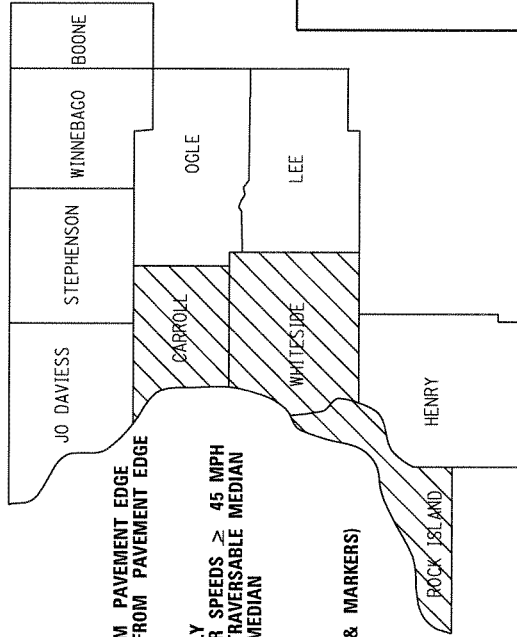 M PAVEMENT EDGE
FROM PAVEMENT EDGE
LY
R SPEEDS ≥ 45 MPH
TRAVERSABLE MEDIAN
MEDIAN
& MARKERS)
JO DAVIESS
STEPHENSON
WINNEBAGO
BOONE
CARROLL
OGLE
WHITESIDE
LEE
ROCK ISLAND
HENRY